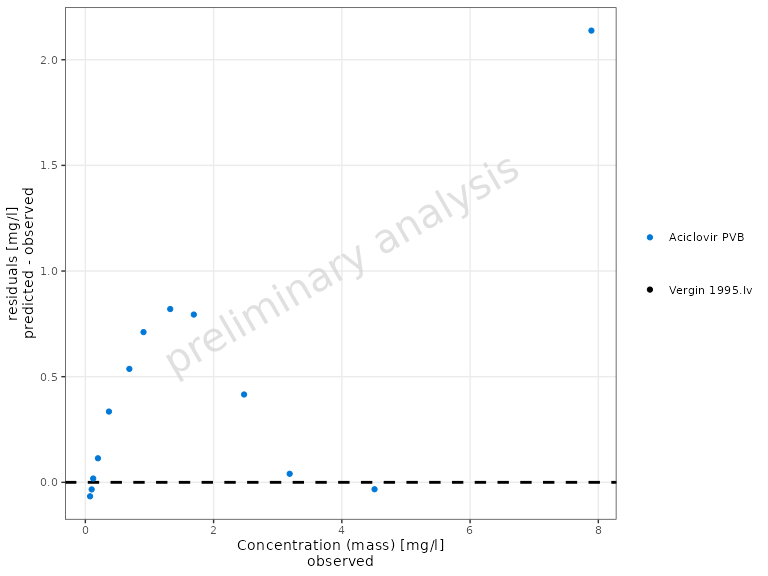 2.0
1.5
1.0
0.5
0.0
0
2
4
6
8
residuals [mg/l]
predicted - observed
Concentration (mass) [mg/l]
observed
preliminary analysis
Aciclovir PVB
Vergin 1995.Iv